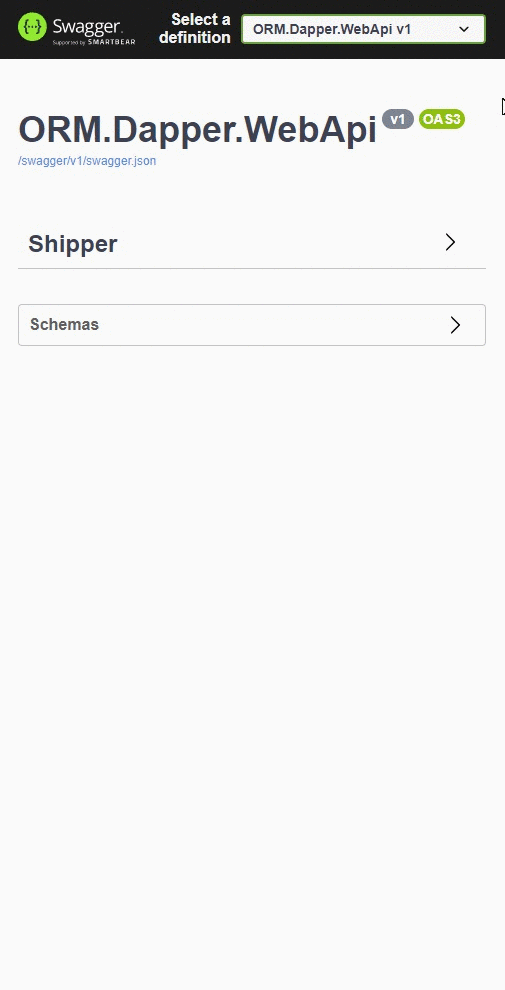 Swagger.
Supported by SMARTBEAR
Select a
definition
ORM.Dapper.WebApi v1
ORM.Dapper.WebApi v1 OAS3
/swagger/v1/swagger.json
Shipper
Schemas